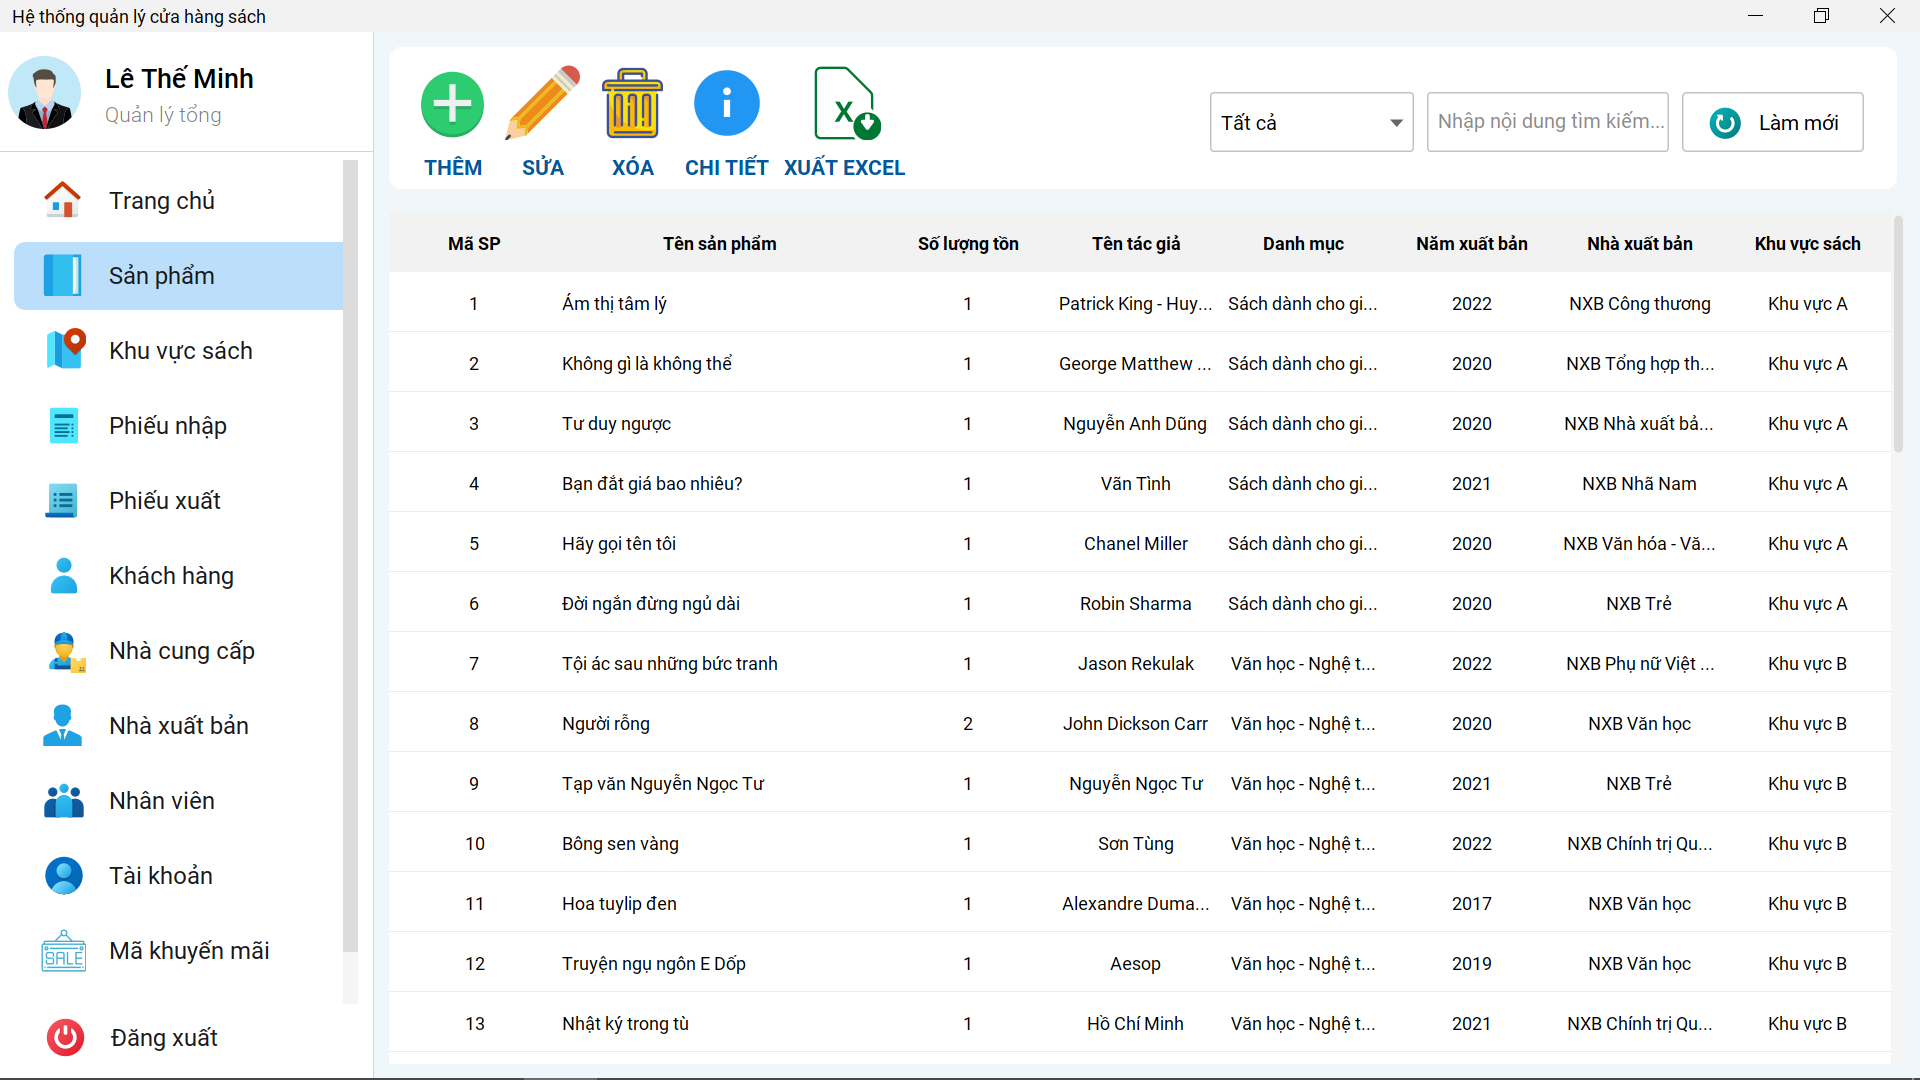 Hệ thống quản lý cửa hàng sách
Lê Thế Minh
Quản lý tổng
Trang chủ
Sản phẩm
Khu vực sách
Phiếu nhập
Phiếu xuất
Khách hàng
Nhà cung cấp
Nhà xuất bản
Nhân viên
Tài khoản
SALE
Mã khuyến mãi
Đăng xuất
THÊM SỬA XÓA CHI TIẾT XUẤT EXCEL
Tất cả
Nhập nội dung tìm kiếm...
Làm mới
Mã SP Tên sản phẩm Số lượng tồn Tên tác giả Danh mục Năm xuất bản Nhà xuất bản Khu vực sách
1 Ám thị tâm lý 1 Patrick King - Huy... Sách dành cho gi... 2022 NXB Công thương Khu vực A
2 Không gì là không thể 1 George Matthew ... Sách dành cho gi... 2020 NXB Tổng hợp th... Khu vực A
3 Tư duy ngược 1 Nguyễn Anh Dũng Sách dành cho gi... 2020 NXB Nhà xuất bả... Khu vực A
4 Bạn đắt giá bao nhiêu? 1 Vãn Tình Sách dành cho gi... 2021 NXB Nhã Nam Khu vực A
5 Hãy gọi tên tôi 1 Chanel Miller Sách dành cho gi... 2020 NXB Văn hóa - Vă... Khu vực A
6 Đời ngắn đừng ngủ dài 1 Robin Sharma Sách dành cho gi... 2020 NXB Trẻ Khu vực A
7 Tội ác sau những bức tranh 1 Jason Rekulak Văn học - Nghệ t... 2022 NXB Phụ nữ Việt ... Khu vực B
8 Người rỗng 2 John Dickson Carr Văn học - Nghệ t... 2020 NXB Văn học Khu vực B
9 Tạp văn Nguyễn Ngọc Tư 1 Nguyễn Ngọc Tư Văn học - Nghệ t... 2021 NXB Trẻ Khu vực B
10 Bông sen vàng 1 Sơn Tùng Văn học - Nghệ t... 2022 NXB Chính trị Qu... Khu vực B
11 Hoa tuylip đen 1 Alexandre Duma... Văn học - Nghệ t... 2017 NXB Văn học Khu vực B
12 Truyện ngụ ngôn E Dốp 1 Aesop Văn học - Nghệ t... 2019 NXB Văn học Khu vực B
13 Nhật ký trong tù 1 Hồ Chí Minh Văn học - Nghệ t... 2021 NXB Chính trị Qu... Khu vực B